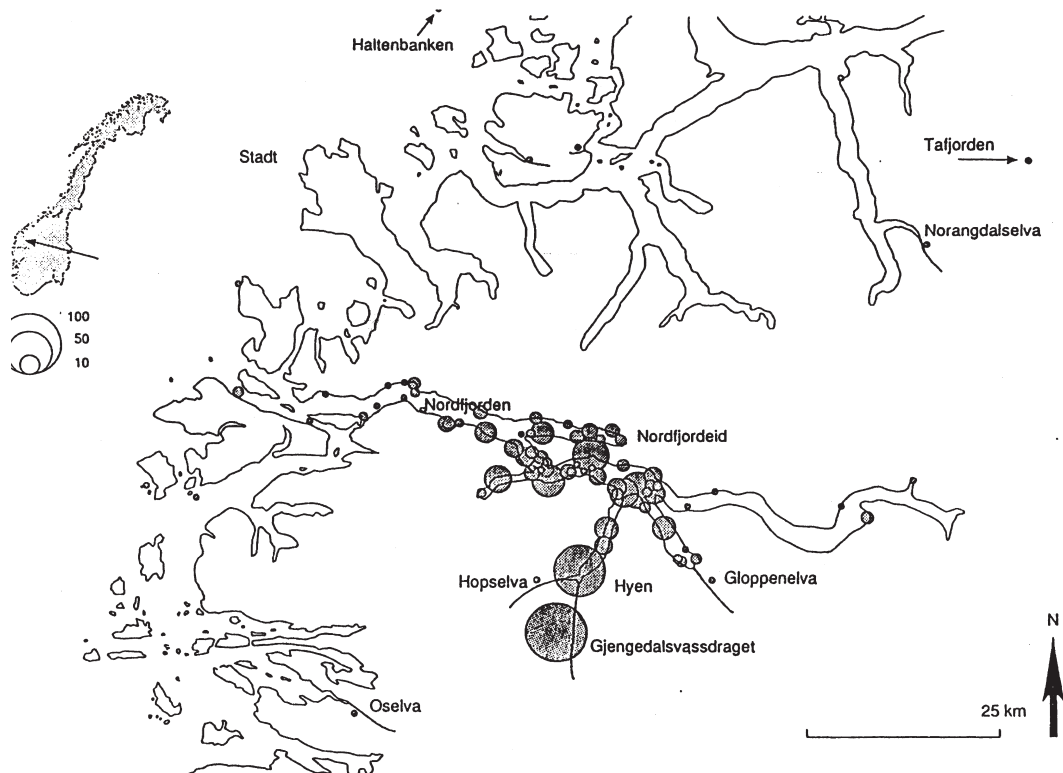 Haltenbanken
Stadt
Tafjorden
Norangdalselva
100
50
10
Nordfjorden
Nordfjordeid
Hopselva
Hyen
Gloppenelva
Gjengedalsvassdraget
N
Oselva
25 km